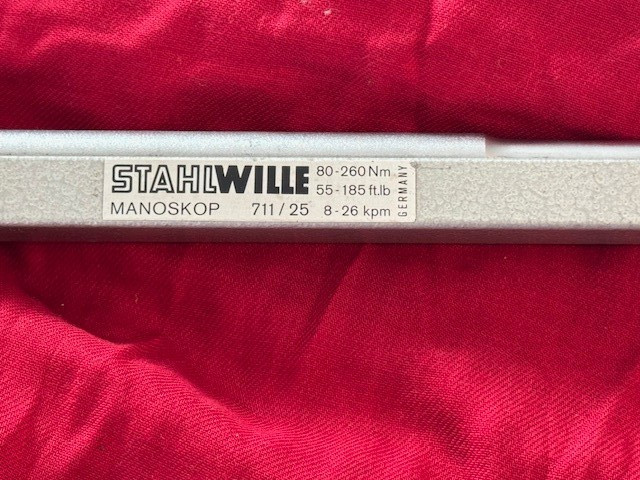 STAHLWILLE
MANOSKOP 711/25
80-260 Nm
55-185 ft.lb
8-26 kpm
GERMANY